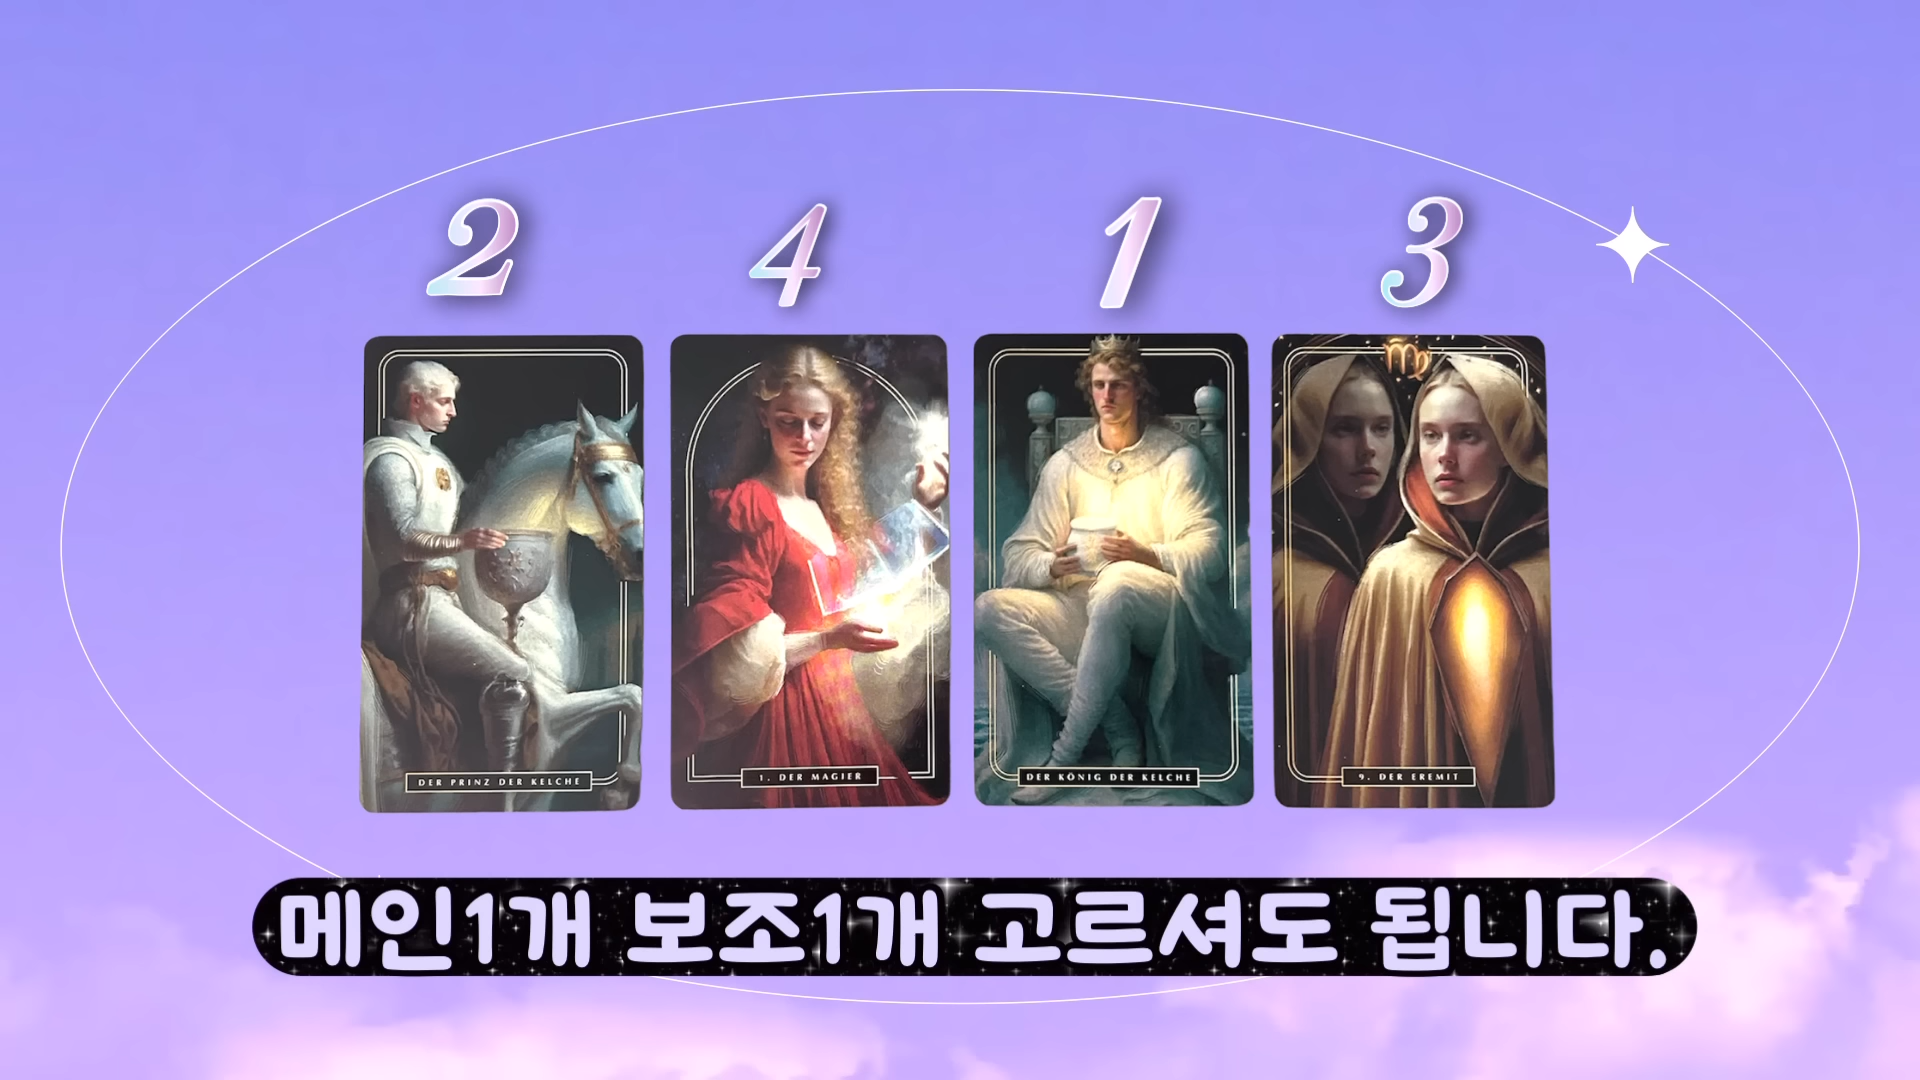 2 4 1 3
DER PRINZ DER KELCHE
1. DER MAGIER
DER KÖNIG DER KELCHE
9. DER EREMIT
메인1개 보조1개 고르셔도 됩니다.